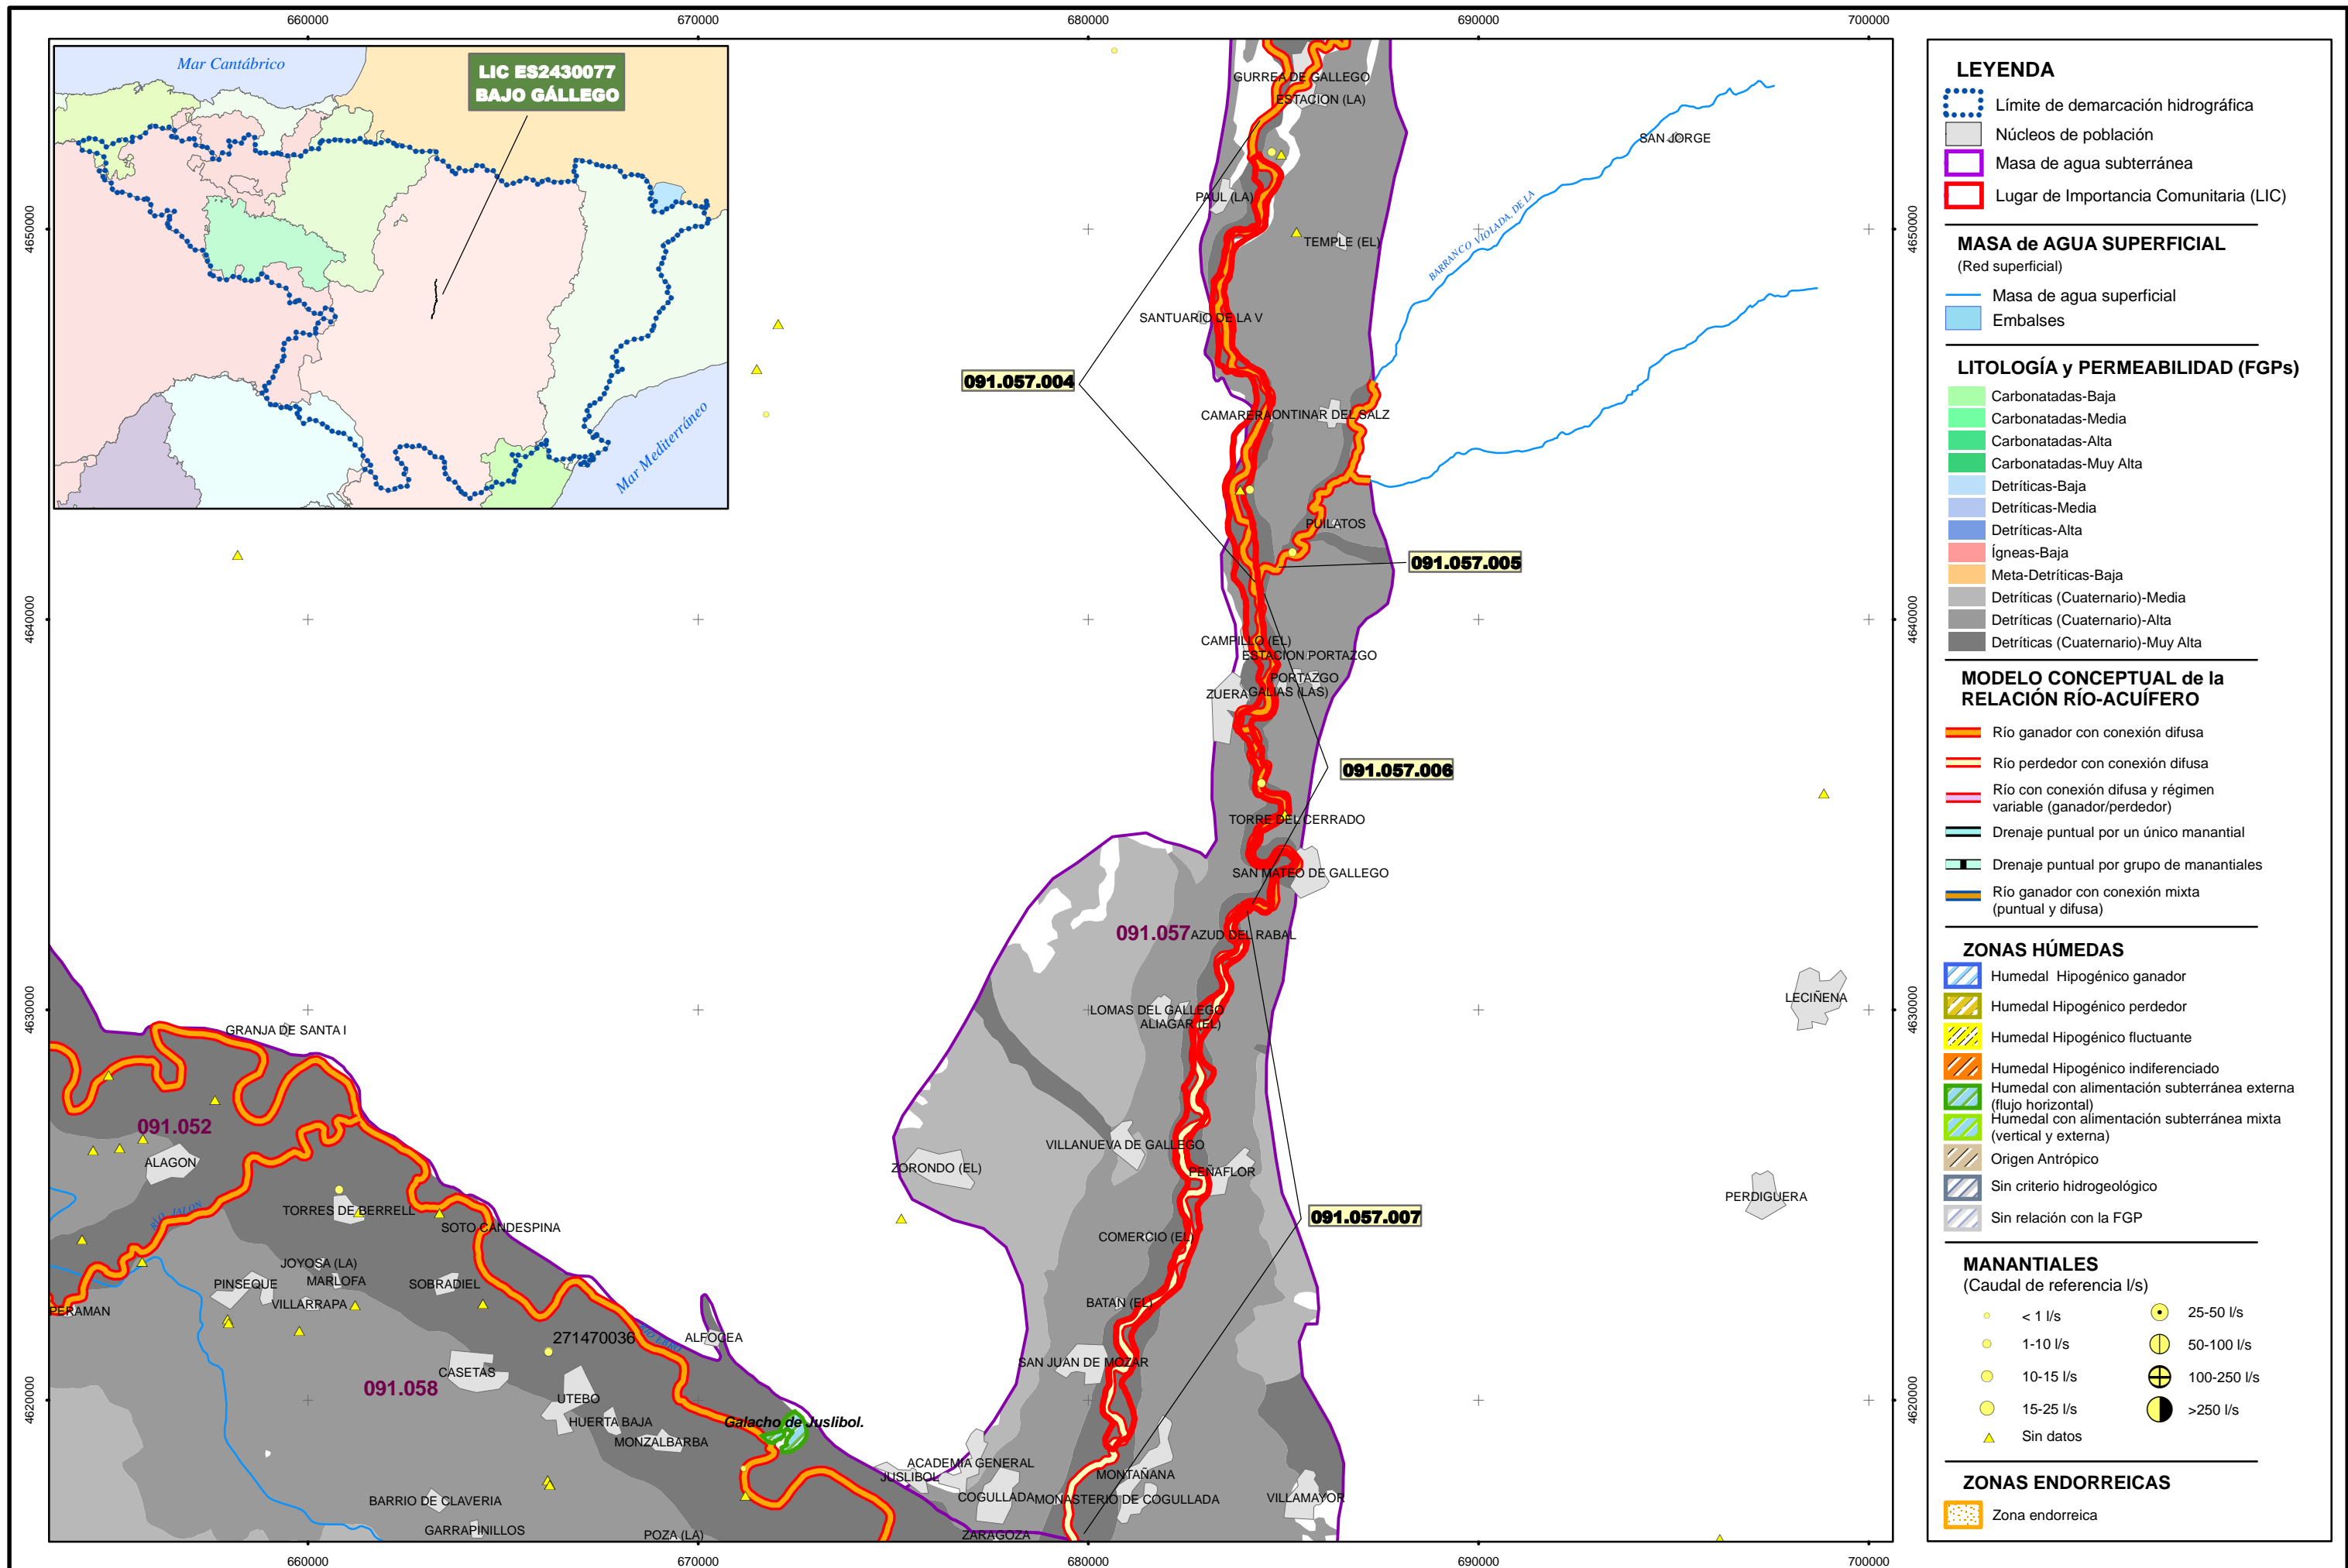 660000
670000
680000
690000
700000
4650000
4640000
4630000
4620000
4650000
4640000
4630000
4620000
Mar Cantábrico
LIC ES2430077
BAJO GÁLLEGO
Mar Mediterráneo
GURREA DE GALLEGO
ESTACION (LA)
SAN JORGE
PAUL (LA)
BARRANCO VIOLADA, DE LA
TEMPLE (EL)
SANTUARIO DE LA V
091.057.004
CAMARERA
ONTINAR DEL SALZ
PUILATOS
091.057.005
CAMPILLO (EL)
ESTACION PORTAZGO
PORTAZGO
ZUERA
GALIAS (LAS)
091.057.006
TORRE DEL CERRADO
SAN MATEO DE GALLEGO
091.057
AZUD DEL RABAL
LECIÑENA
LOMAS DEL GALLEGO
ALIAGAR (EL)
GRANJA DE SANTA I
091.052
ALAGON
VILLANUEVA DE GALLEGO
ZORONDO (EL)
PEÑAFLOR
PERDIGUERA
RÍO JALÓN
TORRES DE BERRELL
SOTO CANDESPINA
091.057.007
COMERCIO (EL)
JOYOSA (LA)
PINSEQUE
MARLOFA
SOBRADIEL
VILLARRAPA
PERAMAN
BATAN (EL)
271470036
ALFOCEA
SAN JUAN DE MOZAR
CASETAS
091.058
UTEBO
HUERTA BAJA
Galacho de Juslibol.
MONZALBARBA
ACADEMIA GENERAL
JUSLIBOL
MONTAÑANA
BARRIO DE CLAVERIA
COGULLADA
MONASTERIO DE COGULLADA
VILLAMAYOR
GARRAPINILLOS
POZA (LA)
ZARAGOZA
660000
670000
680000
690000
700000
LEYENDA
Límite de demarcación hidrográfica
Núcleos de población
Masa de agua subterránea
Lugar de Importancia Comunitaria (LIC)
MASA de AGUA SUPERFICIAL
(Red superficial)
Masa de agua superficial
Embalses
LITOLOGÍA y PERMEABILIDAD (FGPs)
Carbonatadas-Baja
Carbonatadas-Media
Carbonatadas-Alta
Carbonatadas-Muy Alta
Detríticas-Baja
Detríticas-Media
Detríticas-Alta
Ígneas-Baja
Meta-Detríticas-Baja
Detríticas (Cuaternario)-Media
Detríticas (Cuaternario)-Alta
Detríticas (Cuaternario)-Muy Alta
MODELO CONCEPTUAL de la
RELACIÓN RÍO-ACUÍFERO
Río ganador con conexión difusa
Río perdedor con conexión difusa
Río con conexión difusa y régimen
variable (ganador/perdedor)
Drenaje puntual por un único manantial
Drenaje puntual por grupo de manantiales
Río ganador con conexión mixta
(puntual y difusa)
ZONAS HÚMEDAS
Humedal Hipogénico ganador
Humedal Hipogénico perdedor
Humedal Hipogénico fluctuante
Humedal Hipogénico indiferenciado
Humedal con alimentación subterránea externa
(flujo horizontal)
Humedal con alimentación subterránea mixta
(vertical y externa)
Origen Antrópico
Sin criterio hidrogeológico
Sin relación con la FGP
MANANTIALES
(Caudal de referencia l/s)
< 1 l/s
25-50 l/s
1-10 l/s
50-100 l/s
10-15 l/s
100-250 l/s
15-25 l/s
>250 l/s
Sin datos
ZONAS ENDORREICAS
Zona endorreica